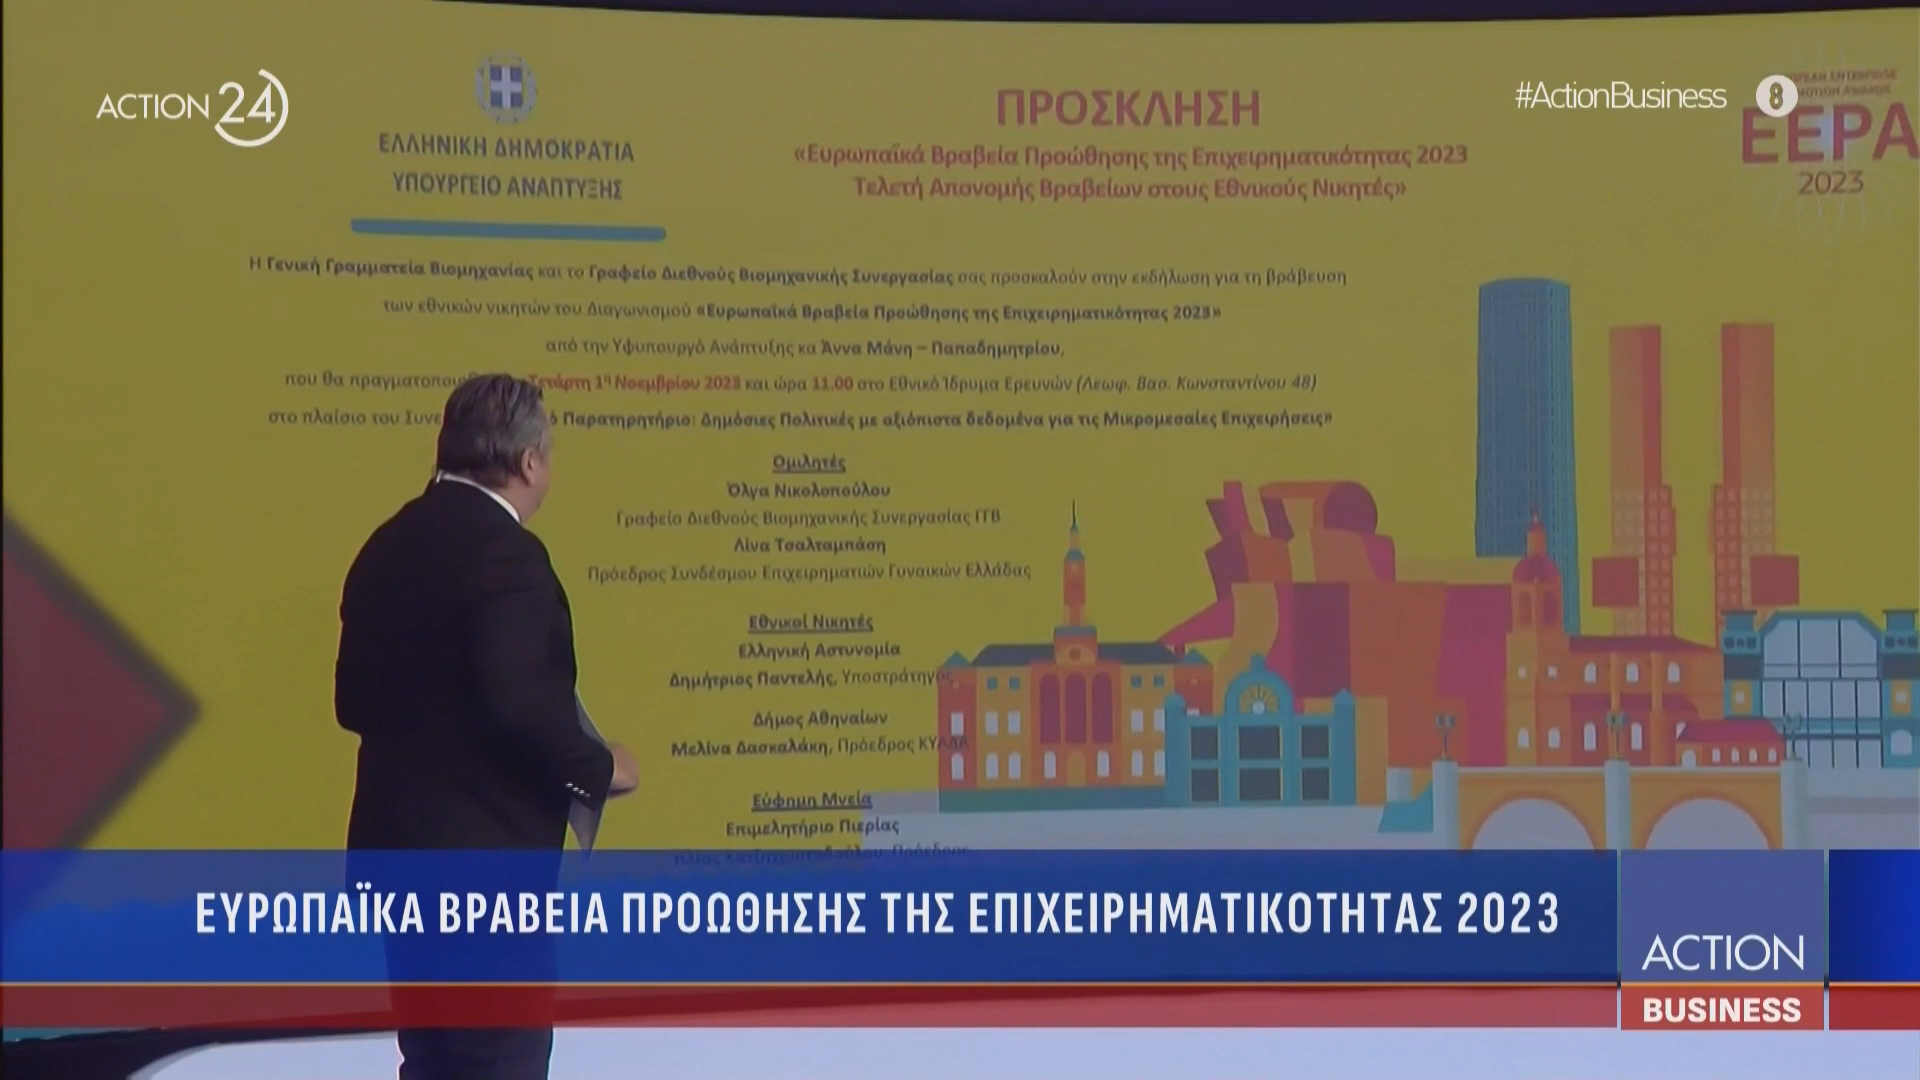 ACTION 24
#ActionBusiness 8
ΕΛΛΗΝΙΚΗ ΔΗΜΟΚΡΑΤΙΑ
ΥΠΟΥΡΓΕΙΟ ΑΝΑΠΤΥΞΗΣ
ΠΡΟΣΚΛΗΣΗ
«Ευρωπαϊκά Βραβεία Προώθησης της Επιχειρηματικότητας 2023
Τελετή Απονομής Βραβείων στους Εθνικούς Νικητές»
EEPA
2023
Η Γενική Γραμματεία Βιομηχανίας και το Γραφείο Διεθνούς Βιομηχανικής Συνεργασίας σας προσκαλούν στην εκδήλωση για τη βράβευση
των εθνικών νικητών του Διαγωνισμού «Ευρωπαϊκά Βραβεία Προώθησης της Επιχειρηματικότητας 2023»
από την Υφυπουργό Ανάπτυξης κα Άννα Μάνη – Παπαδημητρίου,
που θα Τετάρτη 1η Νοεμβρίου 2023 και ώρα 11.00 στο Εθνικό Ίδρυμα Ερευνών (Λεωφ. Βασ. Κωνσταντίνου 48)
στο πλαίσιο του Παρατηρητήριο: Δημόσιες Πολιτικές με αξιόπιστα δεδομένα για τις Μικρομεσαίες Επιχειρήσεις»
Ομιλητές
Όλγα Νικολοπούλου
Γραφείο Διεθνούς Βιομηχανικής Συνεργασίας ΓΓΒ
Λίνα Τσαλταμπάση
Πρόεδρος Συνδέσμου Επιχειρηματιών Γυναικών Ελλάδας
Εθνικοί Νικητές
Ελληνική Αστυνομία
Δημήτριος Παντελής, Υποστράτηγος
Δήμος Αθηναίων
Μελίνα Δασκαλάκη, Πρόεδρος ΚΥΑΔΑ
Εύφημη Μνεία
Επιμελητήριο Πιερίας
ΕΥΡΩΠΑΪΚΑ ΒΡΑΒΕΙΑ ΠΡΟΩΘΗΣΗΣ ΤΗΣ ΕΠΙΧΕΙΡΗΜΑΤΙΚΟΤΗΤΑΣ 2023
ACTION
BUSINESS